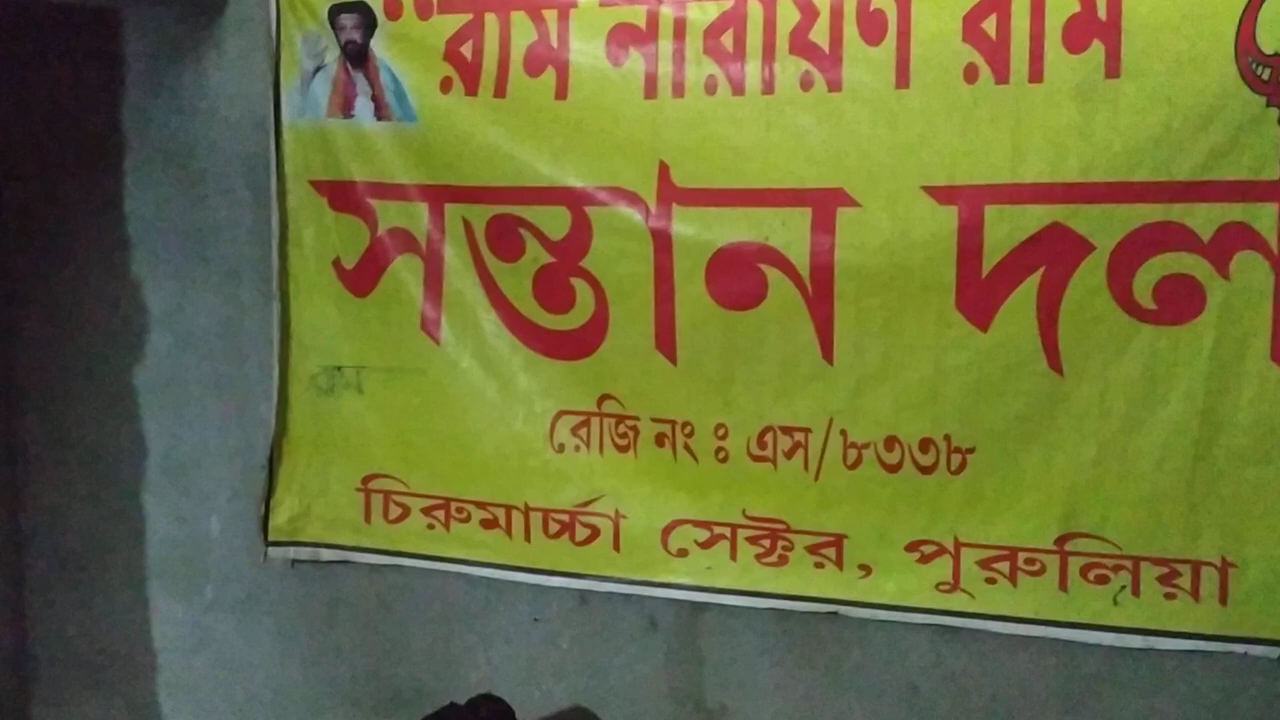 "রাম নারায়ণ রাম
সন্তান দল
রাম
রেজি নং ঃ এস/৮৩৩৮
চিরুমার্চ্চা সেক্টর, পুরুলিয়া